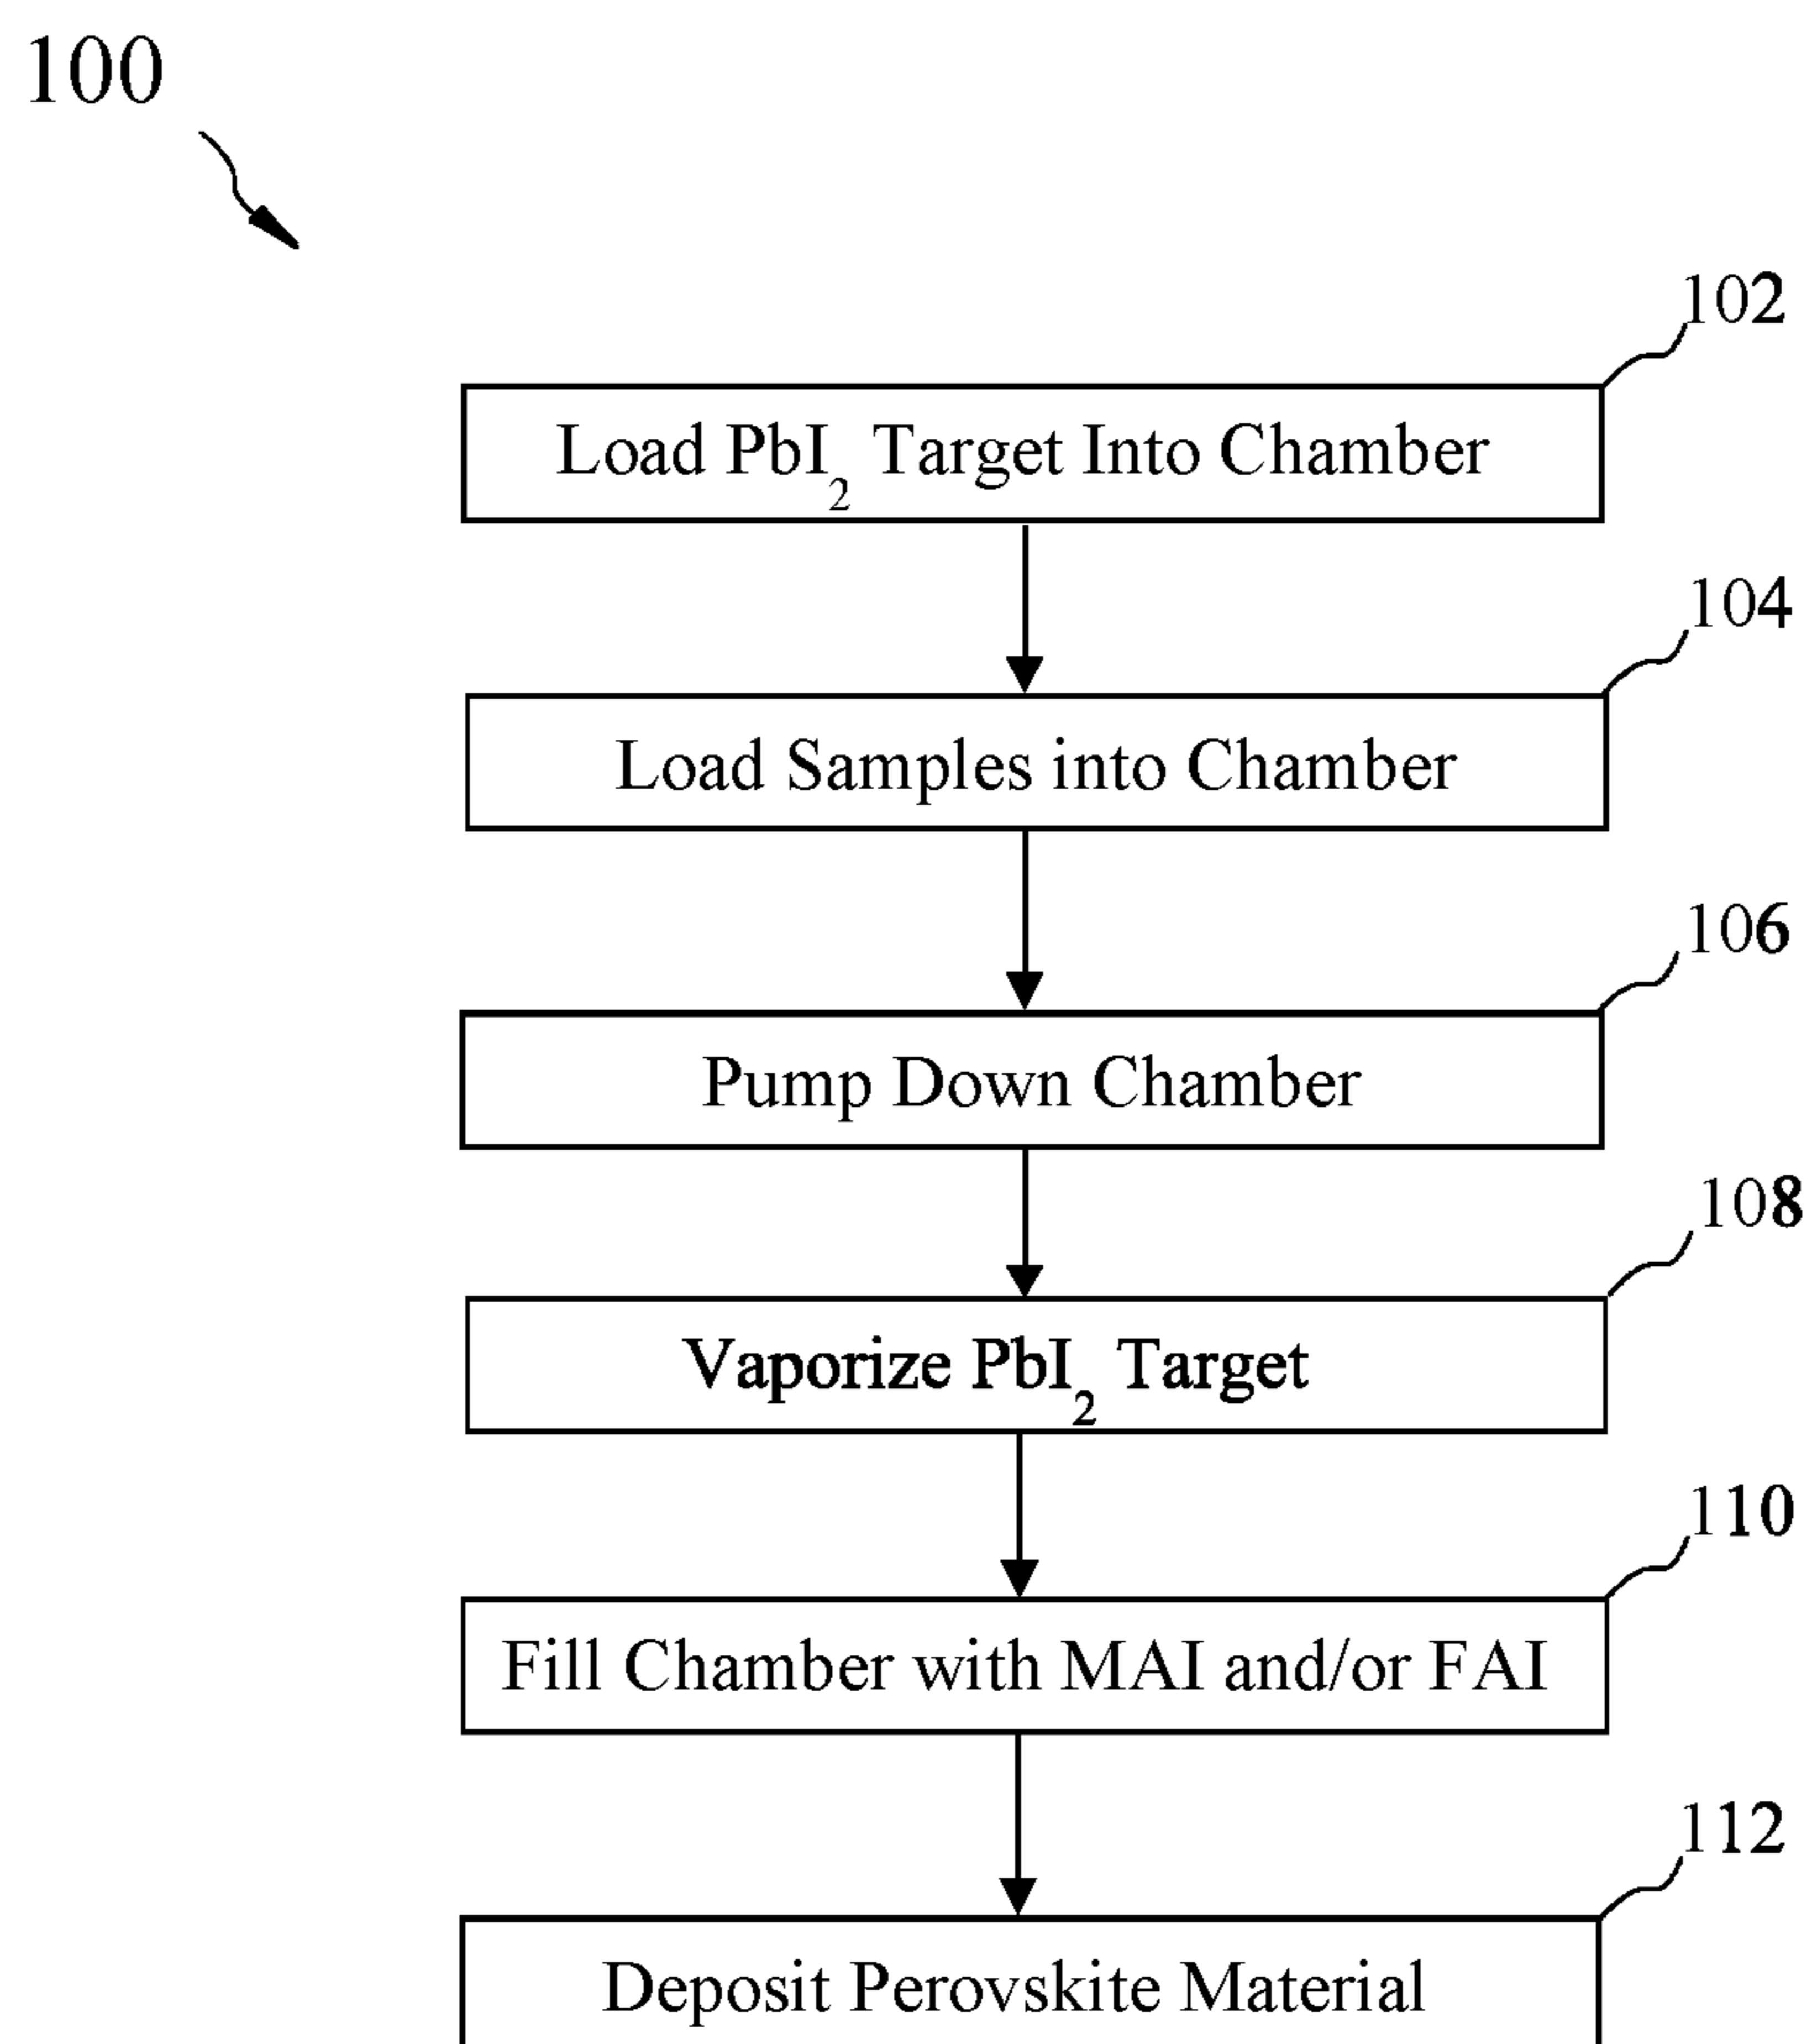 100
102
Load PbI₂ Target Into Chamber
104
Load Samples into Chamber
106
Pump Down Chamber
108
Vaporize PbI₂ Target
110
Fill Chamber with MAI and/or FAI
112
Deposit Perovskite Material